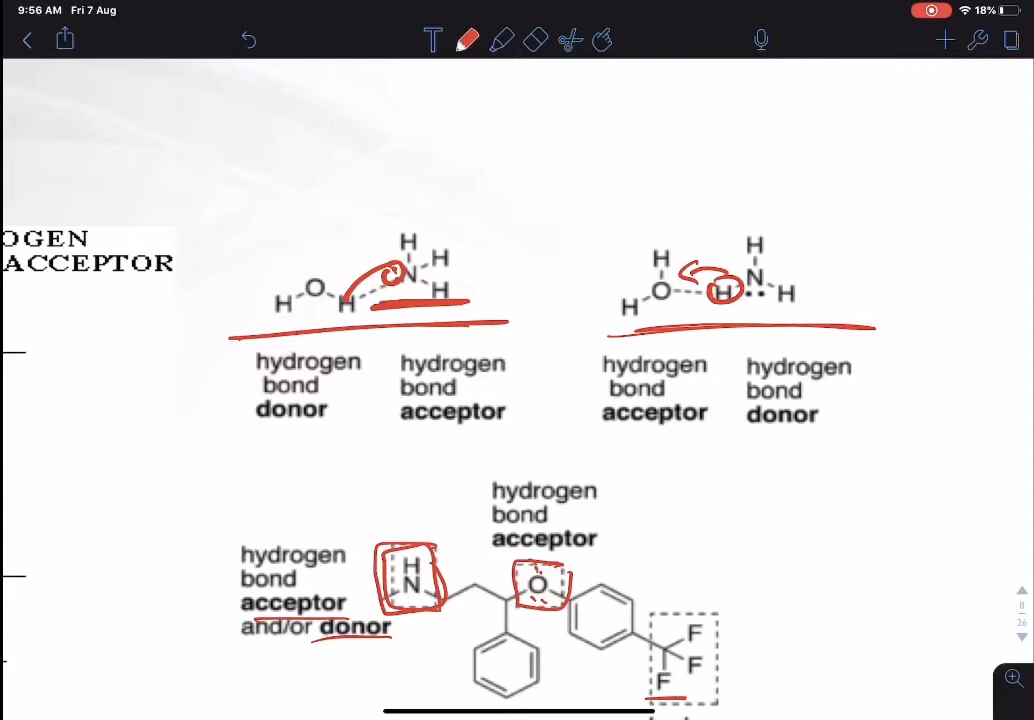 9:56 AM Fri 7 Aug
18%
T
OGEN
ACCEPTOR
H
H
N
H
H
O
H
hydrogen
bond
donor
hydrogen
bond
acceptor
H
H
N
O
H
H
H
hydrogen
bond
acceptor
hydrogen
bond
donor
hydrogen
bond
acceptor
hydrogen
bond
acceptor
and/or donor
H
N
O
F
F
F
8
26